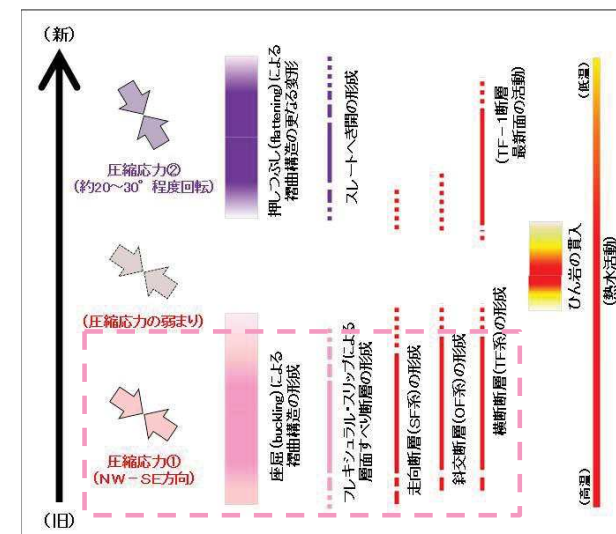 (新)
圧縮応力②
(約20～30°程度回転)
(圧縮応力の弱まり)
圧縮応力①
(NW－SE方向)
(旧)
押しつぶし(flattening)による
褶曲構造の更なる変形
スレートへき開の形成
(TF－1断層
最新面の活動)
座屈(buckling)による
褶曲構造の形成
フレキシュラル・スリップによる
層面すべり断層の形成
走向断層(SF系)の形成
斜交断層(OF系)の形成
横断断層(TF系)の形成
ひん岩の貫入
(低温)
(熱水活動)
(高温)